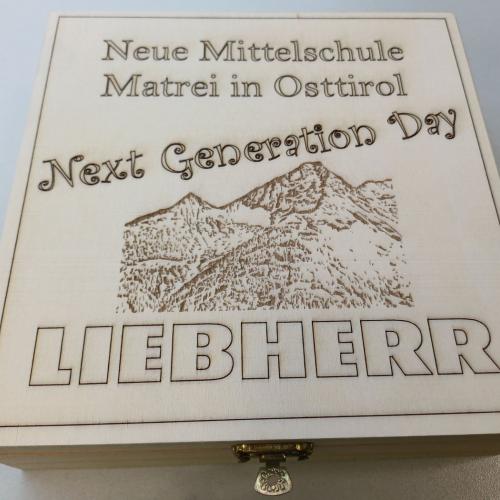 Neue Mittelschule
Matrei in Osttirol
Next Generation Day
LIEBHERR